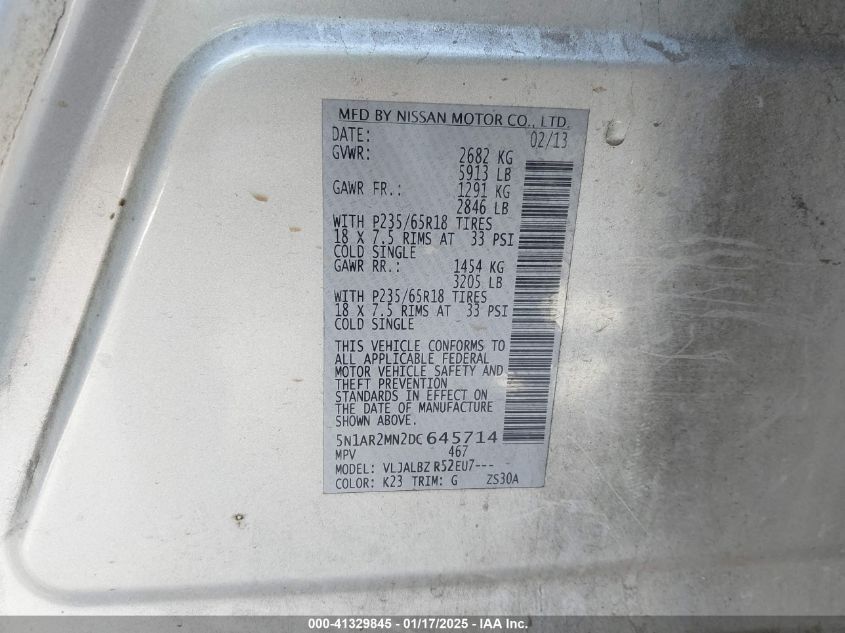 MFD BY NISSAN MOTOR CO., LTD.
DATE: 02/13
GVWR: 2682 KG
5913 LB
GAWR FR.: 1291 KG
2846 LB
WITH P235/65R18 TIRES
18 X 7.5 RIMS AT 33 PSI
COLD SINGLE
GAWR RR.: 1454 KG
3205 LB
WITH P235/65R18 TIRES
18 X 7.5 RIMS AT 33 PSI
COLD SINGLE
THIS VEHICLE CONFORMS TO
ALL APPLICABLE FEDERAL
MOTOR VEHICLE SAFETY AND
THEFT PREVENTION
STANDARDS IN EFFECT ON
THE DATE OF MANUFACTURE
SHOWN ABOVE.
5N1AR2MN2DC645714
MPV 467
MODEL: VLJALBZ R52EU7---
COLOR: K23 TRIM: G ZS30A
000-41329845 - 01/17/2025 - IAA Inc.